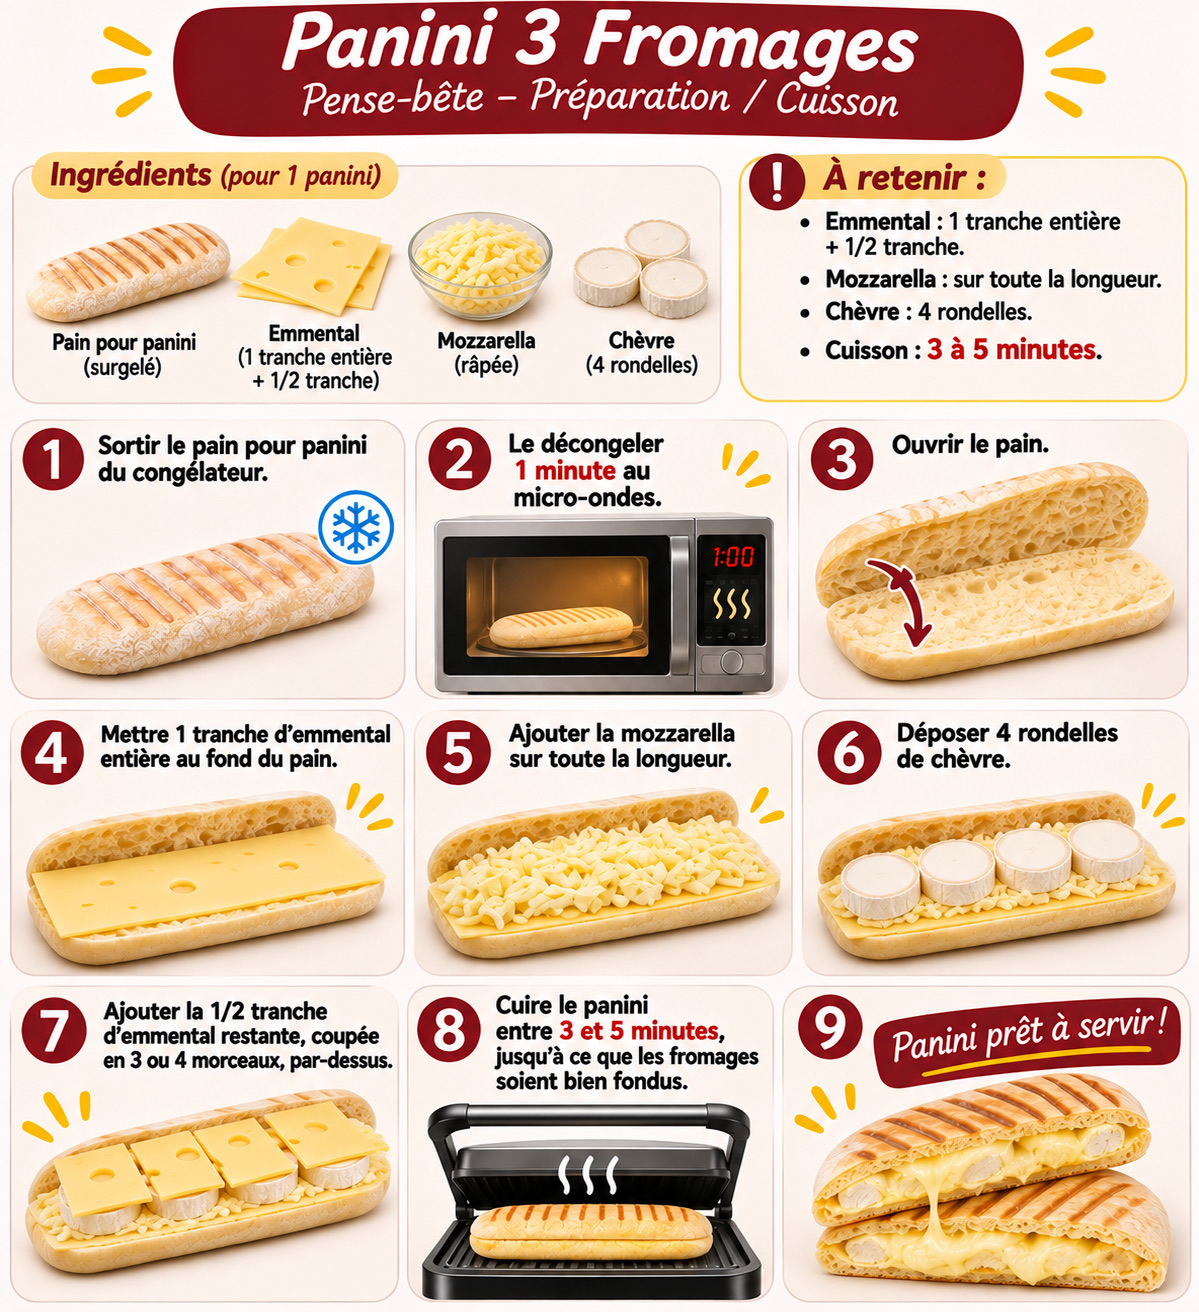 Panini 3 Fromages
Pense-bête – Préparation / Cuisson
Ingrédients (pour 1 panini)
Pain pour panini
(surgelé)
Emmental
(1 tranche entière
+ 1/2 tranche)
Mozzarella
(râpée)
Chèvre
(4 rondelles)
! À retenir :
• Emmental : 1 tranche entière
+ 1/2 tranche.
• Mozzarella : sur toute la longueur.
• Chèvre : 4 rondelles.
• Cuisson : 3 à 5 minutes.
1
Sortir le pain pour panini
du congélateur.
2
Le décongeler
1 minute au
micro-ondes.
1:00
3
Ouvrir le pain.
4
Mettre 1 tranche d'emmental
entière au fond du pain.
5
Ajouter la mozzarella
sur toute la longueur.
6
Déposer 4 rondelles
de chèvre.
7
Ajouter la 1/2 tranche
d'emmental restante, coupée
en 3 ou 4 morceaux, par-dessus.
8
Cuire le panini
entre 3 et 5 minutes,
jusqu'à ce que les fromages
soient bien fondus.
9
Panini prêt à servir !